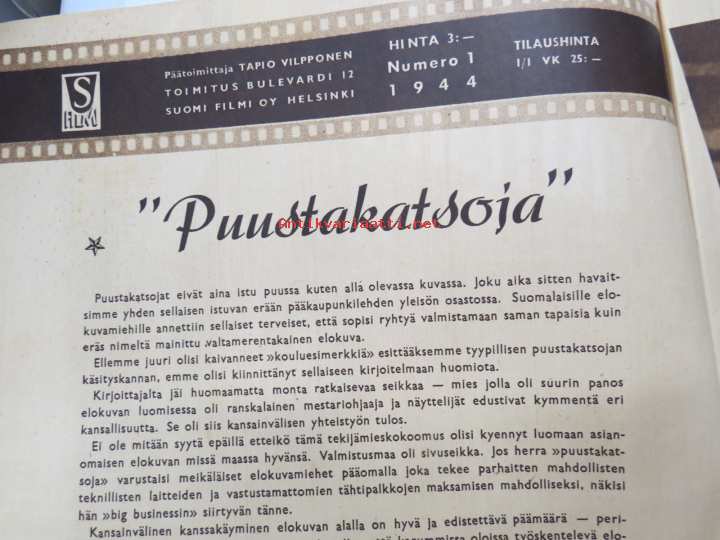 S
FILMI
Päätoimittaja TAPIO VILPPONEN
TOIMITUS BULEVARDI 12
SUOMI FILMI OY HELSINKI
HINTA 3:—
Numero 1
1944
TILAUSHINTA
1/1 VK 25: —
"Puustakatsoja"
Antikvariaatti.net
Puustakatsojat eivät aina istu puussa kuten alla olevassa kuvassa. Joku aika sitten havait-
simme yhden sellaisen istuvan erään pääkaupunkilehden yleisön osastossa. Suomalaisille elo-
kuvamiehille annettiin sellaiset terveiset, että sopisi ryhtyä valmistamaan saman tapaisia kuin
eräs nimeltä mainittu valtamerentakainen elokuva.
Ellemme juuri olisi kaivanneet »kouluesimerkkiä» esittääksemme tyypillisen puustakatsojan
käsityskannan, emme olisi kiinnittänyt sellaiseen kirjoitelmaan huomiota.
Kirjoittajalta jäi huomaamatta monta ratkaisevaa seikkaa — mies jolla oli suurin panos
elokuvan luomisessa oli ranskalainen mestariohjaaja ja näyttelijät edustivat kymmentä eri
kansallisuutta. Se oli siis kansainvälisen yhteistyön tulos.
Ei ole mitään syytä epäillä etteikö tämä tekijämieskokoomus olisi kyennyt luomaan asian-
omaisen elokuvan missä maassa hyvänsä. Valmistusmaa oli sivuseikka. Jos herra »puustakat-
soja» varustaisi meikäläiset elokuvamiehet pääomalla joka tekee parhaitten mahdollisten
teknillisten laitteiden ja vastustamattomien tähtipalkkojen maksamisen mahdolliseksi, näkisi
hän »big businessin» siirtyvän tänne.
Kansainvälinen kanssakäyminen elokuvan alalla on hyvä ja edistettävä päämäärä — peri-
oloissa työskentelevä elo-